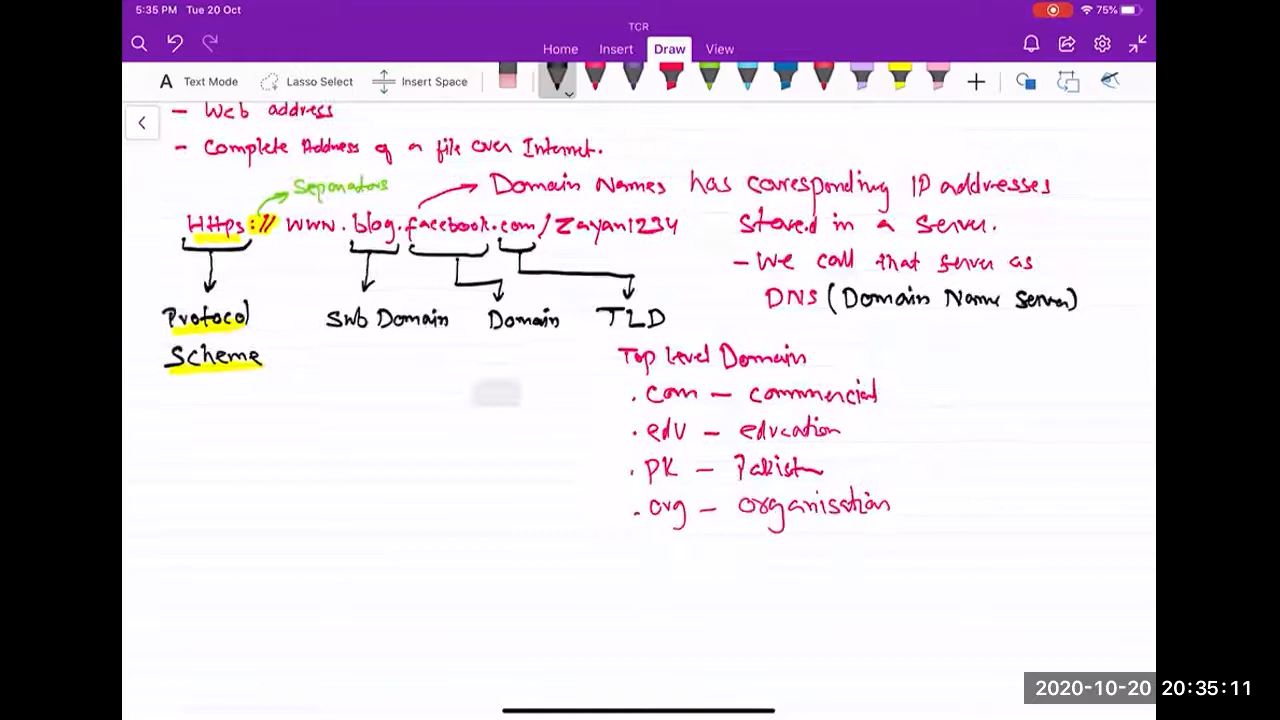 5:35 PM Tue 20 Oct
75%
TCR
Home Insert Draw View
A Text Mode Lasso Select Insert Space
- Web address
- Complete Address of a file over Internet.
Separators
Domain Names has corresponding IP addresses
Https:// www.blog.facebook.com/Zayan1234
stored in a server.
- We call that server as
DNS (Domain Name Server)
Protocol Sub Domain Domain TLD
Scheme
Top Level Domain
.com - commercial
.edu - education
.PK - Pakistan
.org - organisation
2020-10-20 20:35:11